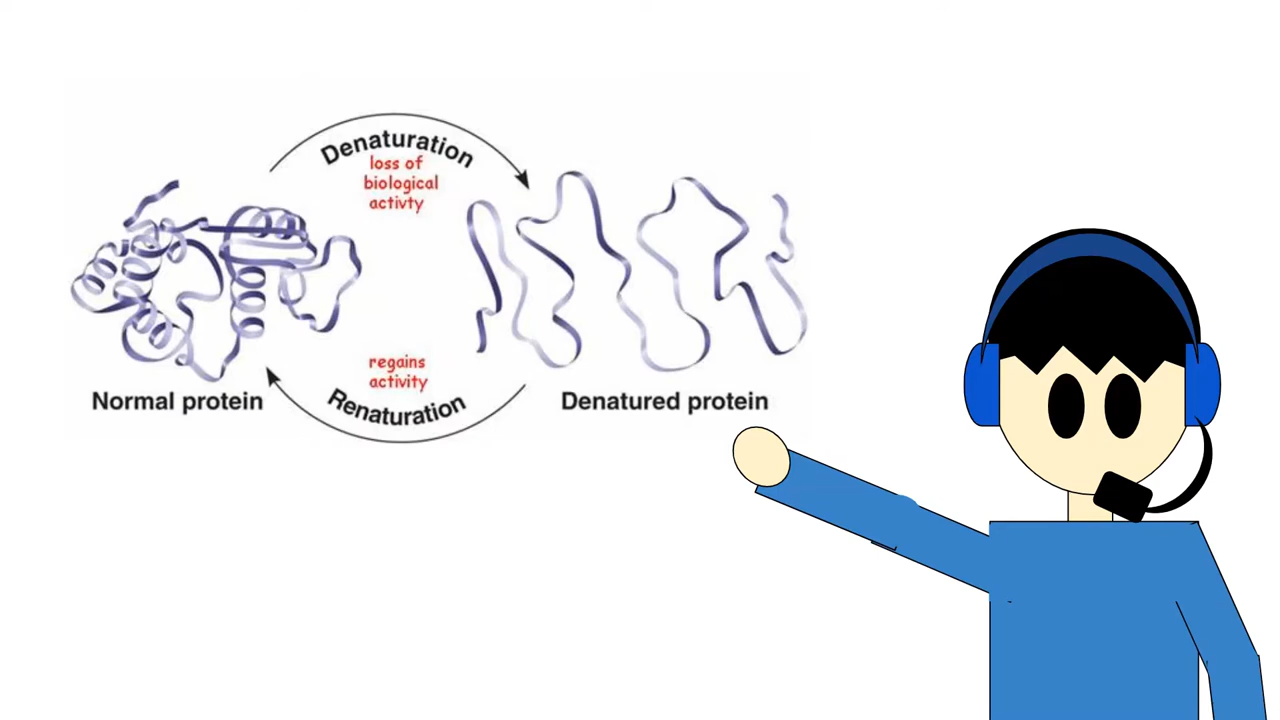 Denaturation
loss of
biological
activty
regains
activity
Renaturation
Normal protein
Denatured protein